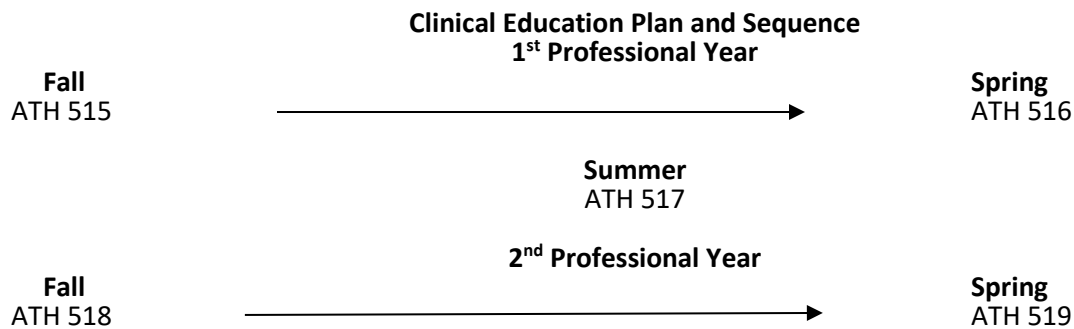 Clinical Education Plan and Sequence
1st Professional Year
Fall
ATH 515
Spring
ATH 516
Summer
ATH 517
2nd Professional Year
Fall
ATH 518
Spring
ATH 519